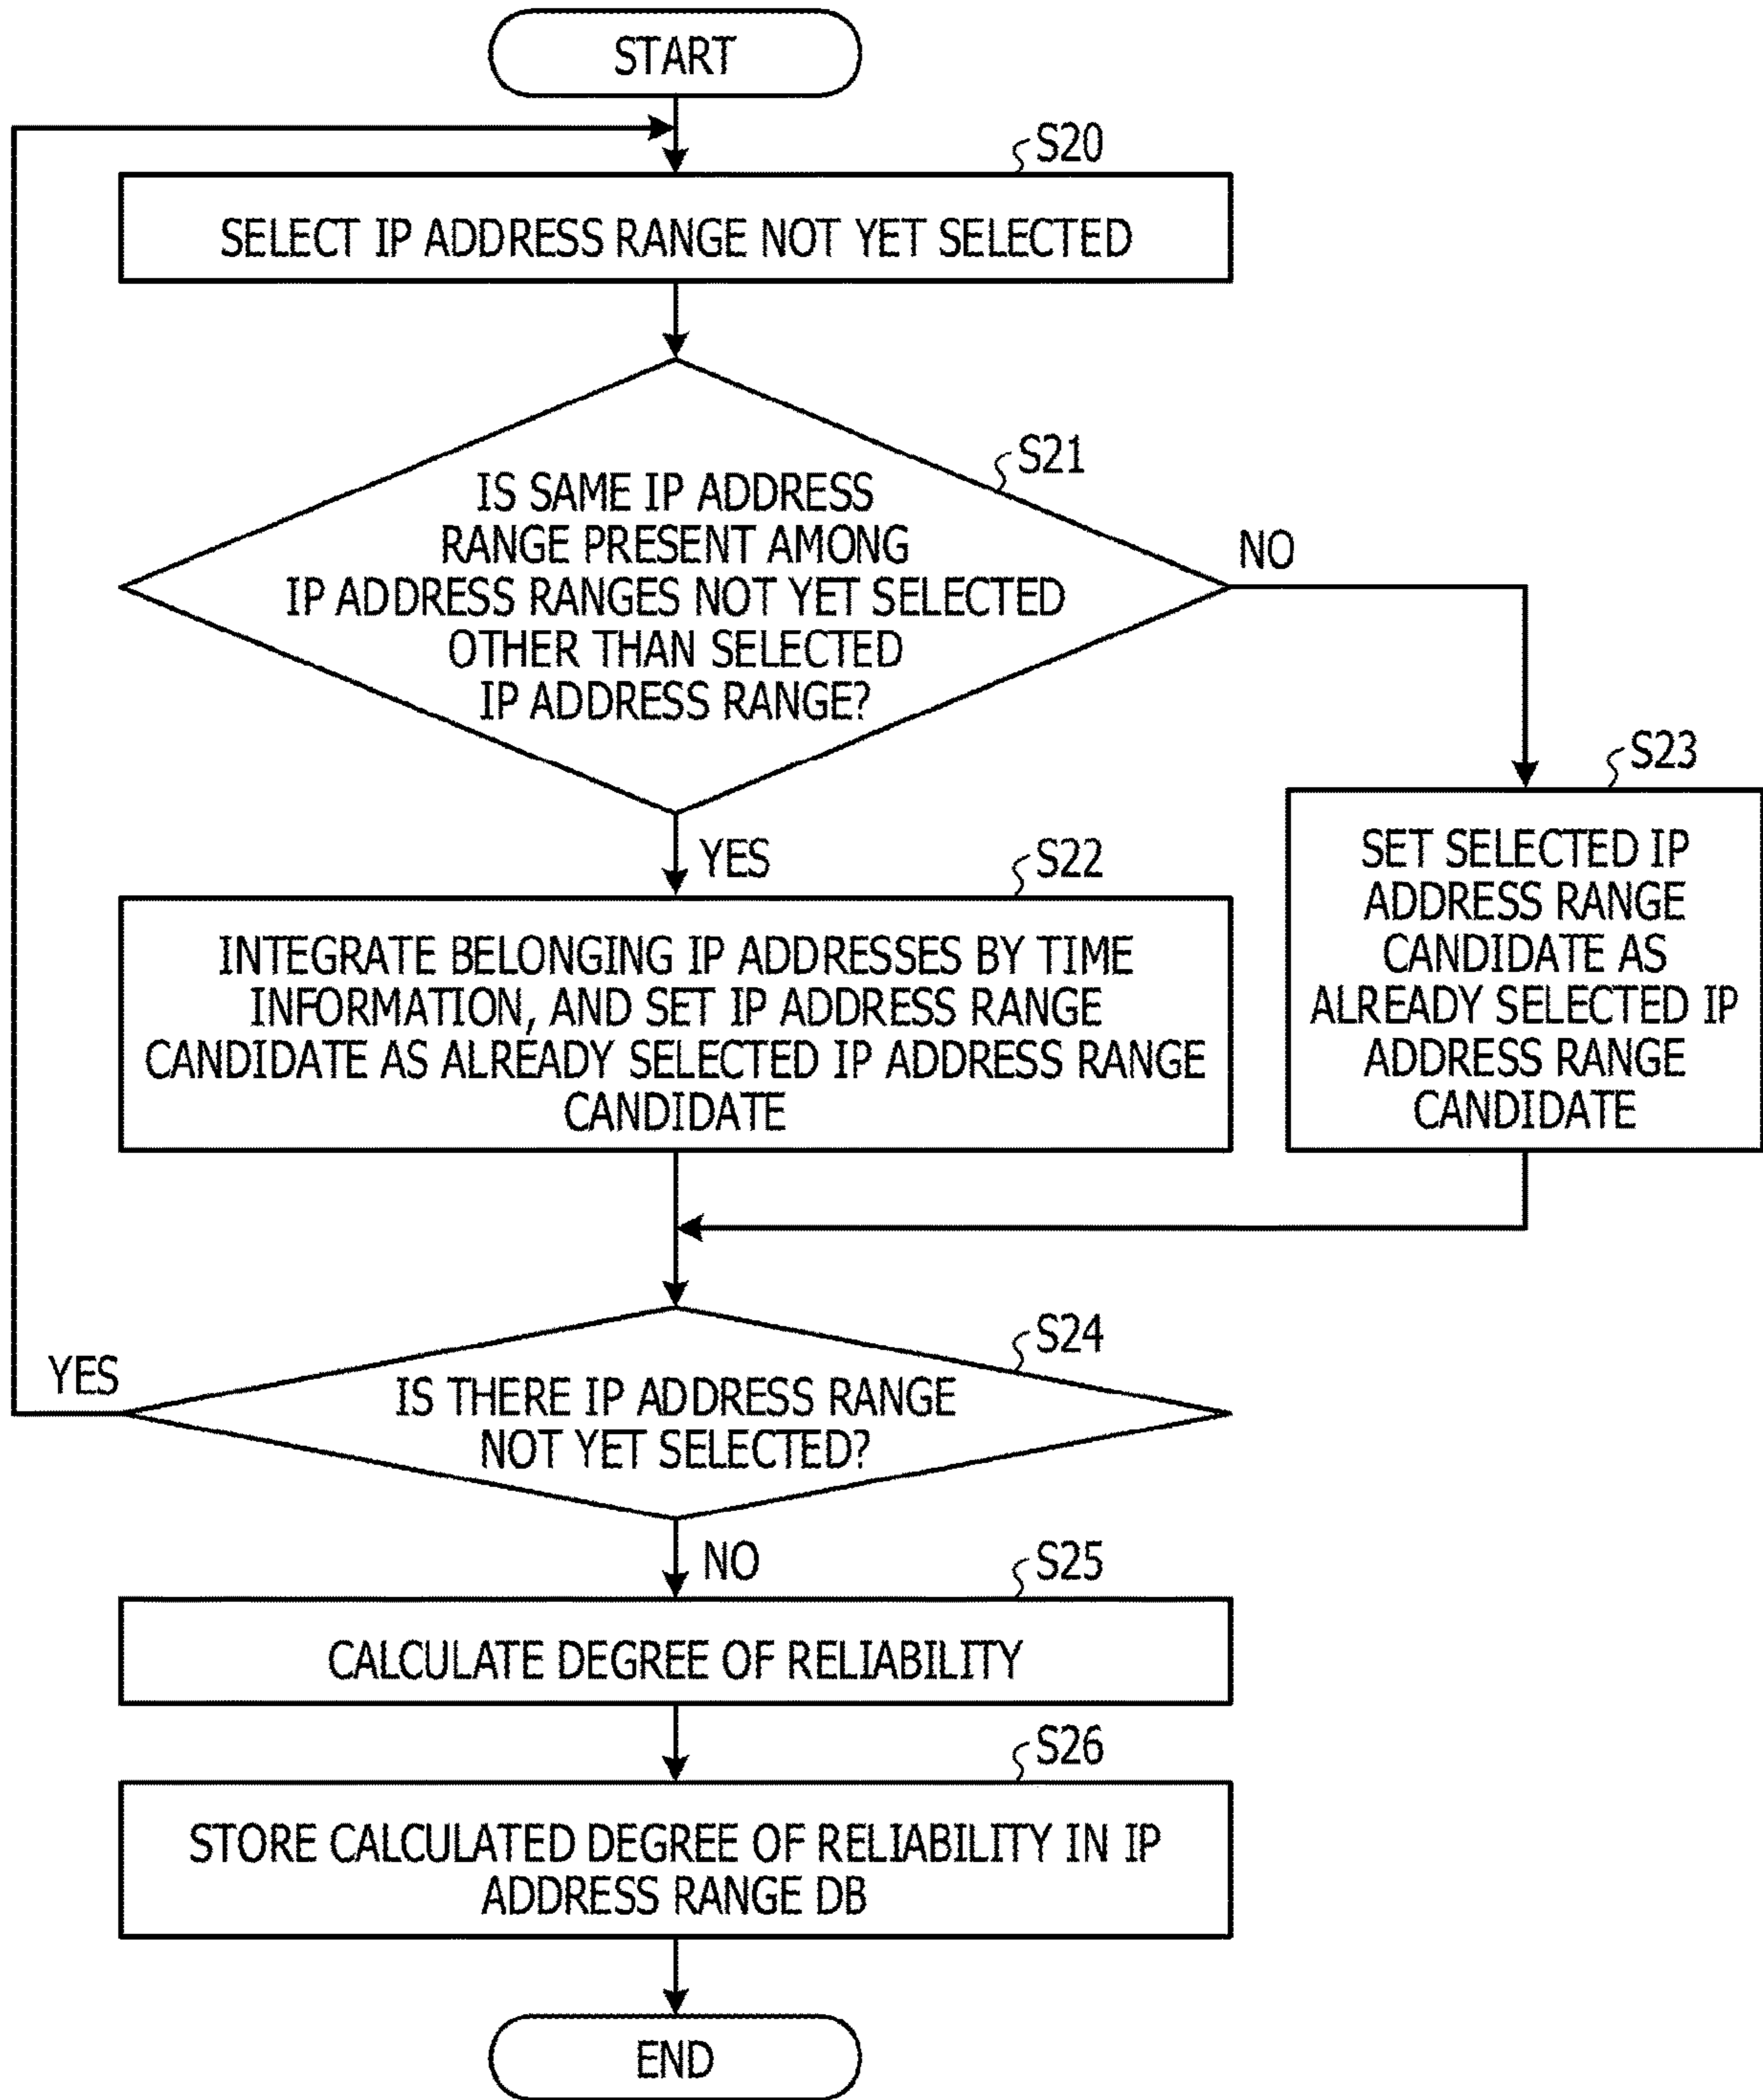 START
S20
SELECT IP ADDRESS RANGE NOT YET SELECTED
S21
IS SAME IP ADDRESS
RANGE PRESENT AMONG
IP ADDRESS RANGES NOT YET SELECTED
OTHER THAN SELECTED
IP ADDRESS RANGE?
NO
YES
S22
INTEGRATE BELONGING IP ADDRESSES BY TIME
INFORMATION, AND SET IP ADDRESS RANGE
CANDIDATE AS ALREADY SELECTED IP ADDRESS RANGE
CANDIDATE
S23
SET SELECTED IP
ADDRESS RANGE
CANDIDATE AS
ALREADY SELECTED IP
ADDRESS RANGE
CANDIDATE
S24
IS THERE IP ADDRESS RANGE
NOT YET SELECTED?
YES
NO
S25
CALCULATE DEGREE OF RELIABILITY
S26
STORE CALCULATED DEGREE OF RELIABILITY IN IP
ADDRESS RANGE DB
END